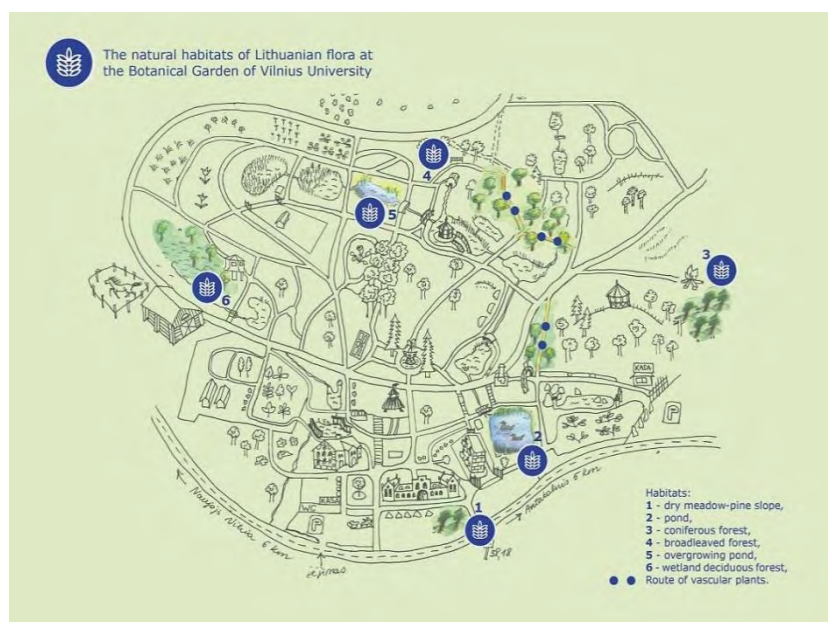 The natural habitats of Lithuanian flora at
the Botanical Garden of Vilnius University
4
5
3
6
KASA
P
2
Antakalnis 6 km
KASA
WC
P
1
Naujoji Vilnia 6 km
įėjimas
Habitats:
1 - dry meadow-pine slope,
2 - pond,
3 - coniferous forest,
4 - broadleaved forest,
5 - overgrowing pond,
6 - wetland deciduous forest,
Route of vascular plants.